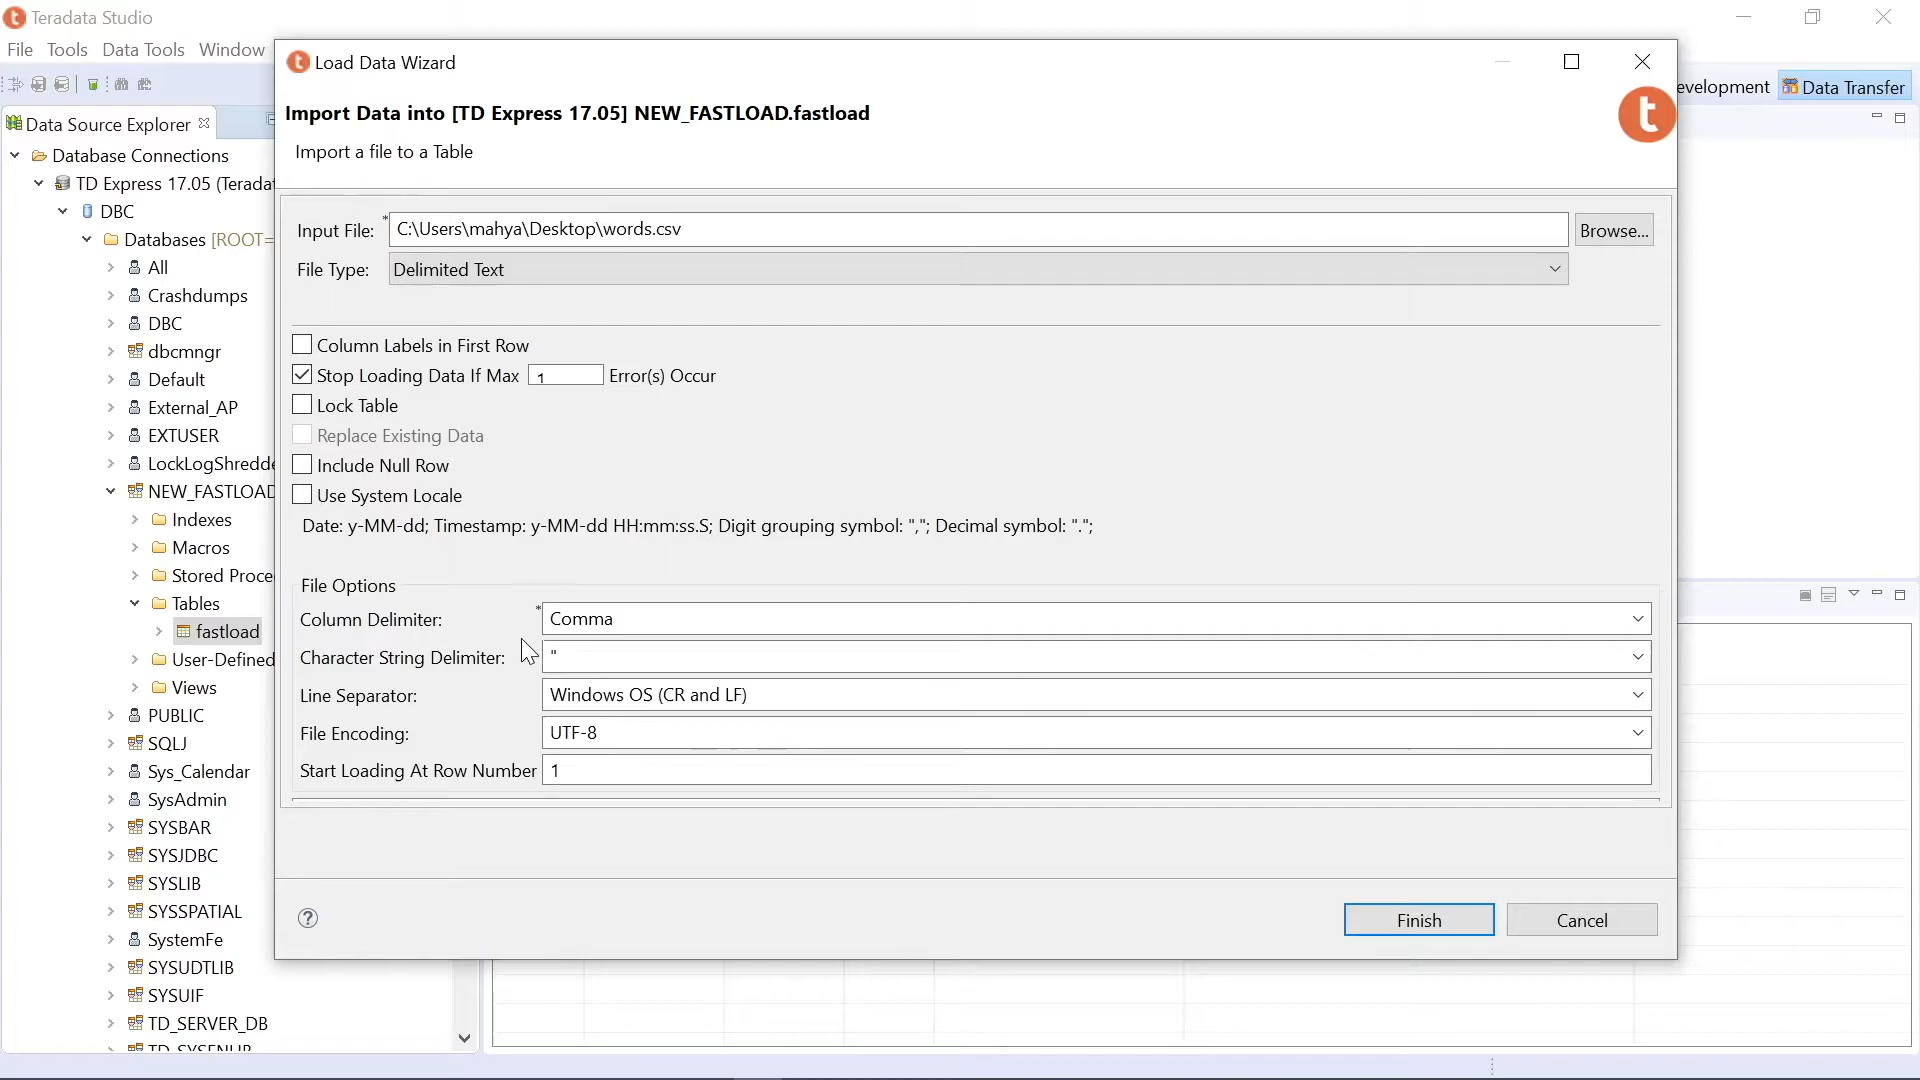 Teradata Studio
File Tools Data Tools Window
evelopment Data Transfer
Data Source Explorer
Database Connections
TD Express 17.05 (Terada
DBC
Databases [ROOT=
All
Crashdumps
DBC
dbcmngr
Default
External_AP
EXTUSER
LockLogShredde
NEW_FASTLOAD
Indexes
Macros
Stored Proce
Tables
fastload
User-Defined
Views
PUBLIC
SQLJ
Sys_Calendar
SysAdmin
SYSBAR
SYSJDBC
SYSLIB
SYSSPATIAL
SystemFe
SYSUDTLIB
SYSUIF
TD_SERVER_DB
Load Data Wizard
Import Data into [TD Express 17.05] NEW_FASTLOAD.fastload
Import a file to a Table
Input File: * C:\Users\mahya\Desktop\words.csv Browse...
File Type: Delimited Text
Column Labels in First Row
Stop Loading Data If Max 1 Error(s) Occur
Lock Table
Replace Existing Data
Include Null Row
Use System Locale
Date: y-MM-dd; Timestamp: y-MM-dd HH:mm:ss.S; Digit grouping symbol: ","; Decimal symbol: ".";
File Options
Column Delimiter: * Comma
Character String Delimiter: "
Line Separator: Windows OS (CR and LF)
File Encoding: UTF-8
Start Loading At Row Number 1
Finish Cancel